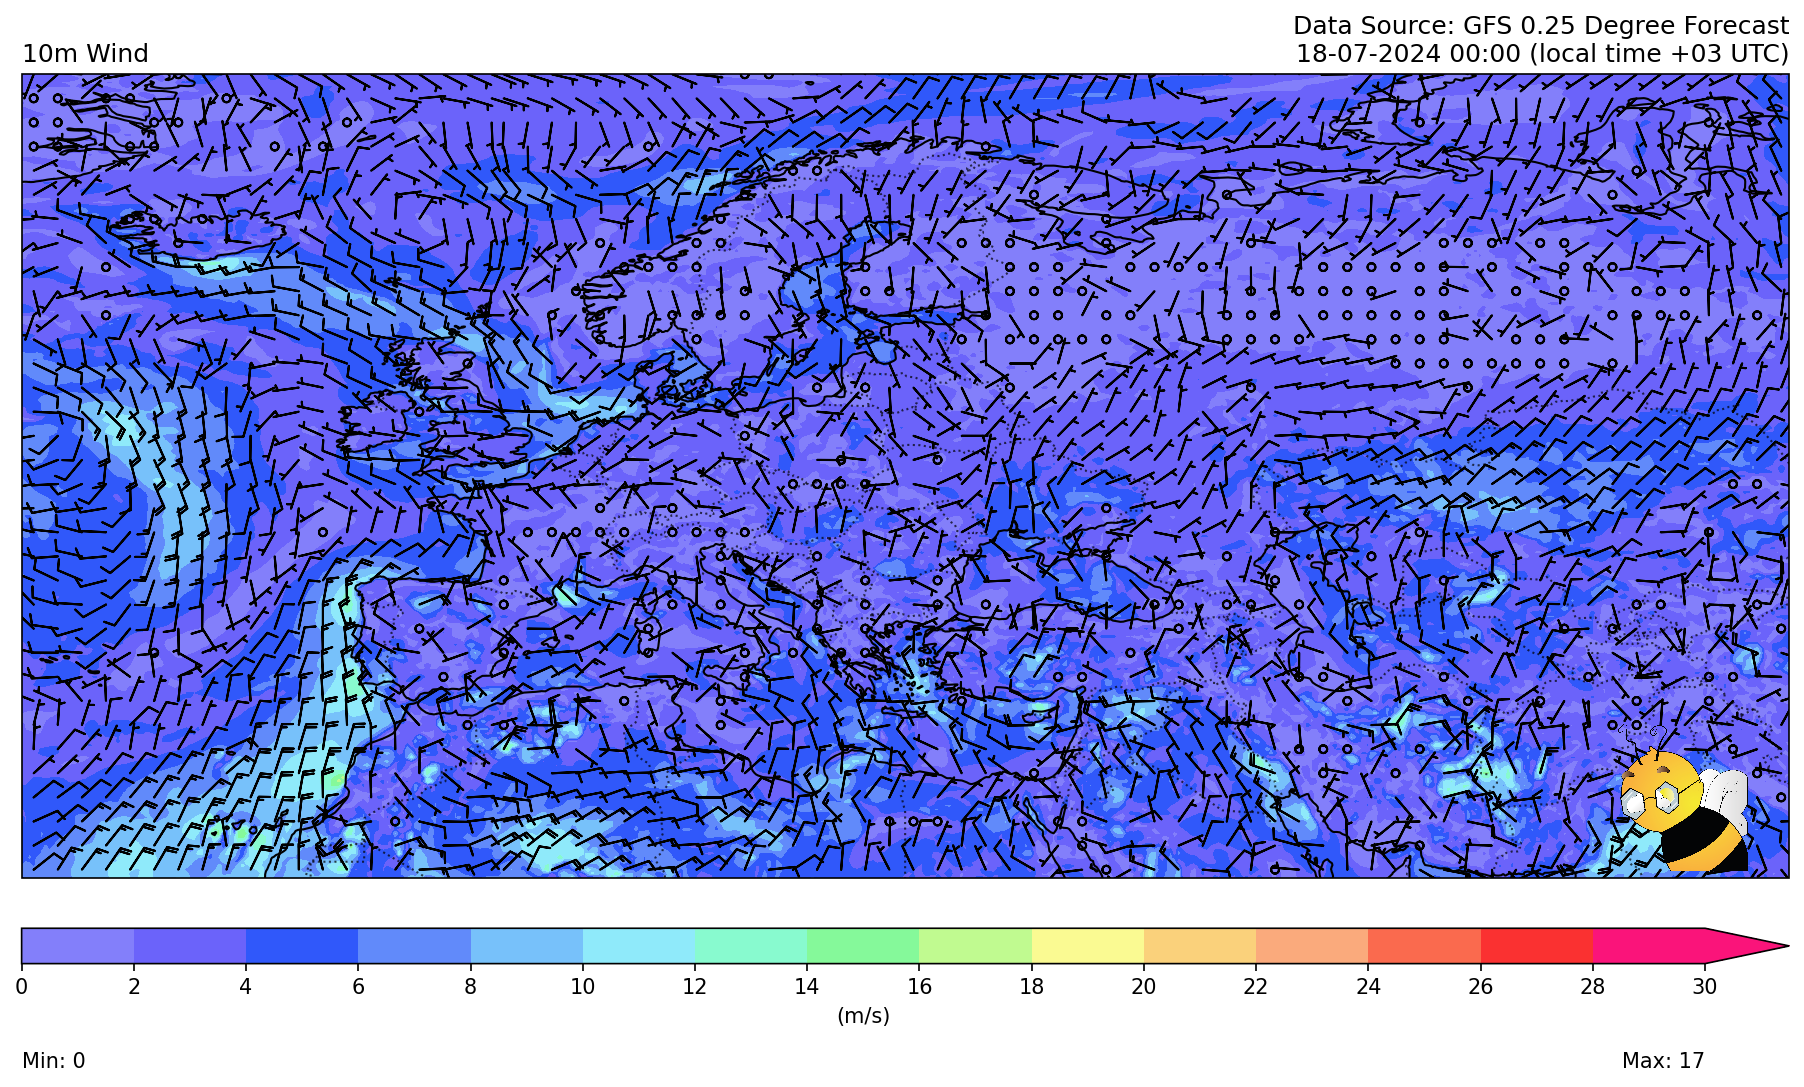 Data Source: GFS 0.25 Degree Forecast
10m Wind
18-07-2024 00:00 (local time +03 UTC)
0 2 4 6 8 10 12 14 16 18 20 22 24 26 28 30
(m/s)
Min: 0
Max: 17